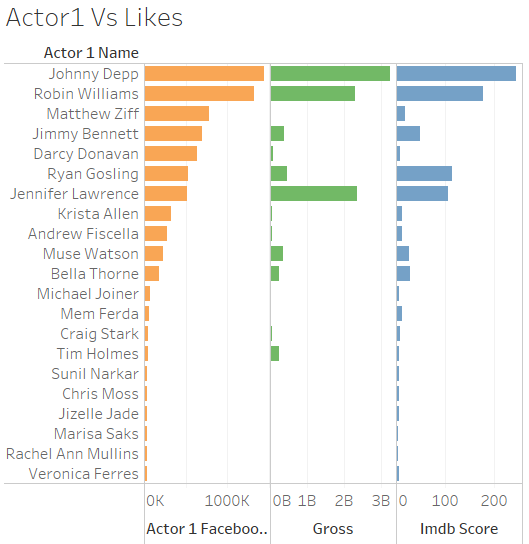 Actor1 Vs Likes
Actor 1 Name
Johnny Depp
Robin Williams
Matthew Ziff
Jimmy Bennett
Darcy Donavan
Ryan Gosling
Jennifer Lawrence
Krista Allen
Andrew Fiscella
Muse Watson
Bella Thorne
Michael Joiner
Mem Ferda
Craig Stark
Tim Holmes
Sunil Narkar
Chris Moss
Jizelle Jade
Marisa Saks
Rachel Ann Mullins
Veronica Ferres
0K 1000K 0B 1B 2B 3B 0 100 200
Actor 1 Faceboo.. Gross Imdb Score